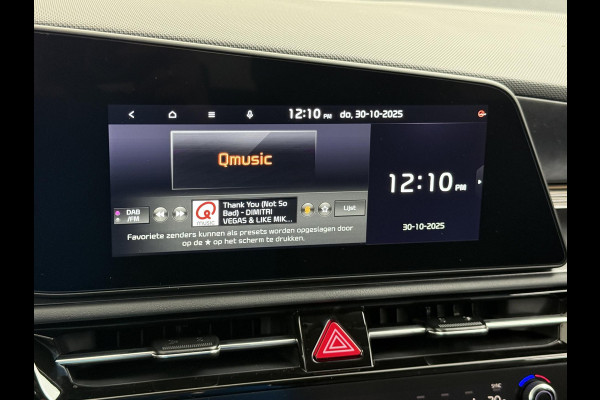 12:10 PM do, 30-10-2025
Qmusic
12:10 PM
30-10-2025
DAB
/FM
Q
music
Thank You (Not So
Bad) - DIMITRI
VEGAS & LIKE MIK...
Lijst
Favoriete zenders kunnen als presets worden opgeslagen door
op de ★ op het scherm te drukken.
SYNC